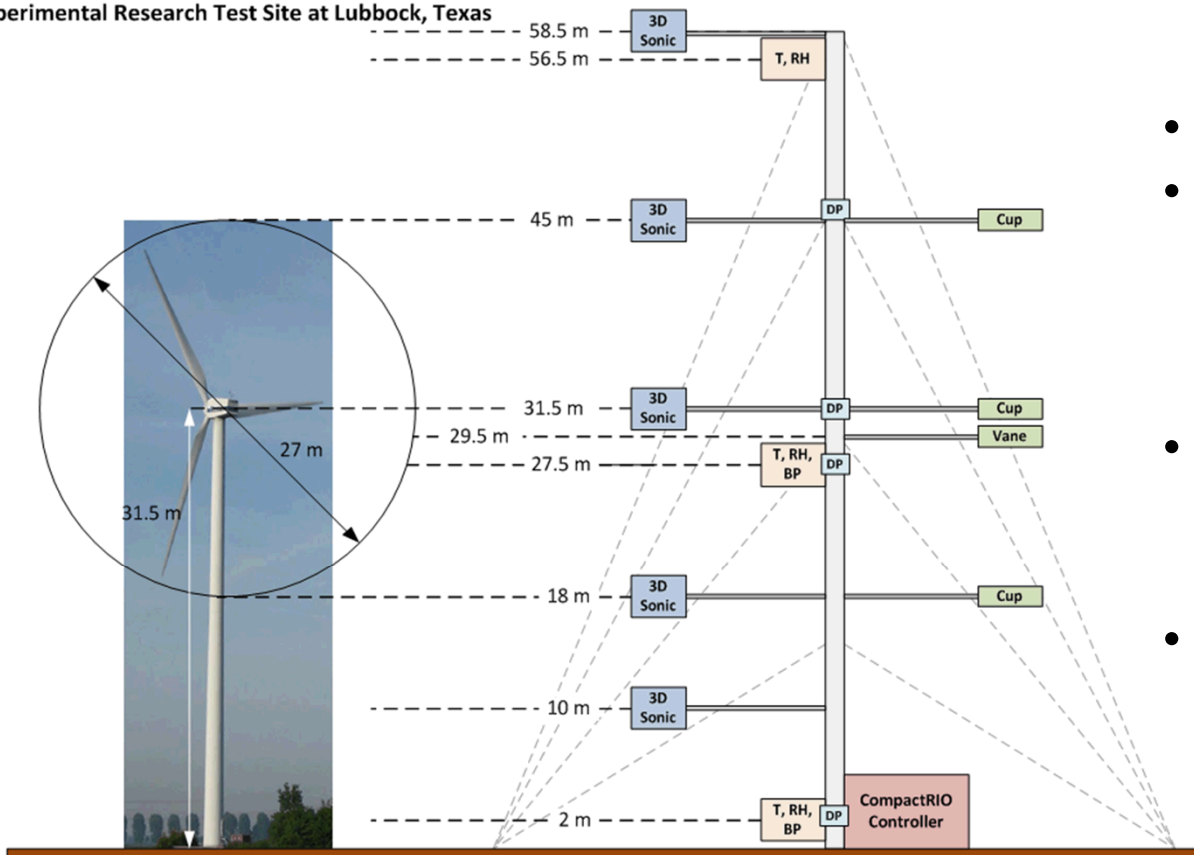 perimental Research Test Site at Lubbock, Texas
58.5 m
3D
Sonic
56.5 m
T, RH
45 m
3D
Sonic
DP
Cup
31.5 m
3D
Sonic
DP
Cup
29.5 m
Vane
27.5 m
T, RH,
BP
DP
27 m
31.5 m
18 m
3D
Sonic
Cup
10 m
3D
Sonic
2 m
T, RH,
BP
DP
CompactRIO
Controller